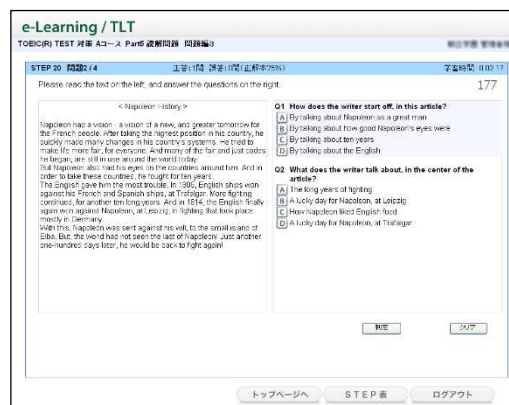 e-Learning / TLT
TOEIC(R) TEST 対策 Aコース Part5 読解問題 問題編3
STEP 20 問題2 / 4
正答:1問 誤答:3問(正解率25%)
学習時間 0:02:17
Please read the text on the left, and answer the questions on the right.
177
< Napoleon History >
Napoleon had a vision - a vision of a new, and greater tomorrow for
the French people. After taking the highest position in his country, he
quickly made many changes in his country's systems. He tried to
make life more fair, for everyone. And many of the fair and just codes
he began, are still in use around the world today.
But Napoleon also had his eyes on the countries around him. And in
order to take these countries, he fought for ten years.
The English gave him the most trouble. In 1805, English ships won
against his French and Spanish ships, at Trafalgar. More fighting
continued, for another ten long years. And in 1814, the English finally
again won against Napoleon, at Leipzig, in fighting that took place
mostly in Germany.
With this, Napoleon was sent against his will, to the small island of
Elba. But, the world had not seen the last of Napoleon! Just another
one-hundred days later, he would be back to fight again!
Q1 How does the writer start off, in this article?
A By talking about Napoleon as a great man
B By talking about how good Napoleon's eyes were
C By talking about ten years
D By talking about the English
Q2 What does the writer talk about, in the center of the
article?
A The long years of fighting
B A lucky day for Napoleon, at Leipzig
C How Napoleon liked English food
D A lucky day for Napoleon, at Trafalgar
判定
クリア
トップページへ
STEP表
ログアウト